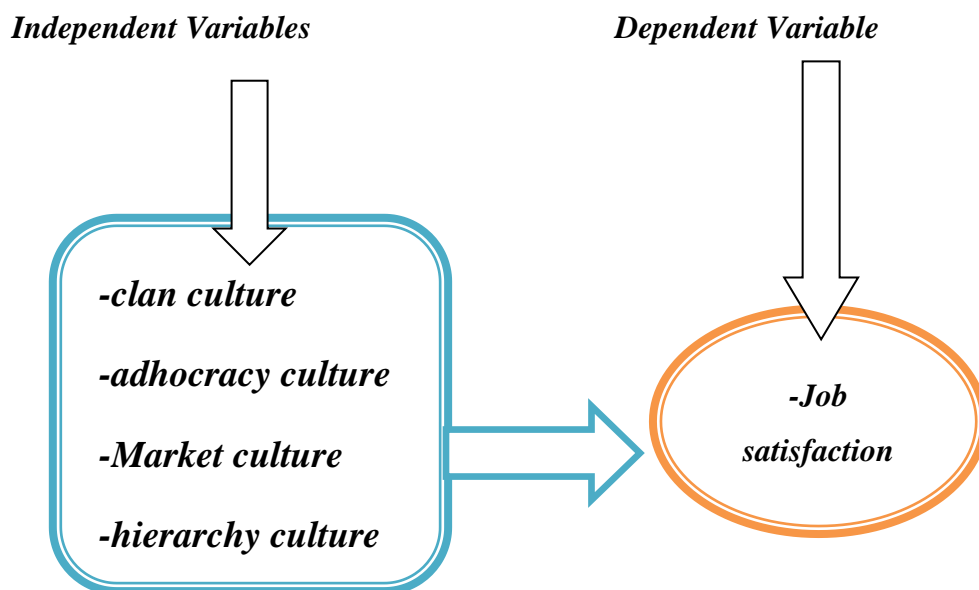 Independent Variables
Dependent Variable
-clan culture
-adhocracy culture
-Market culture
-hierarchy culture
-Job
satisfaction